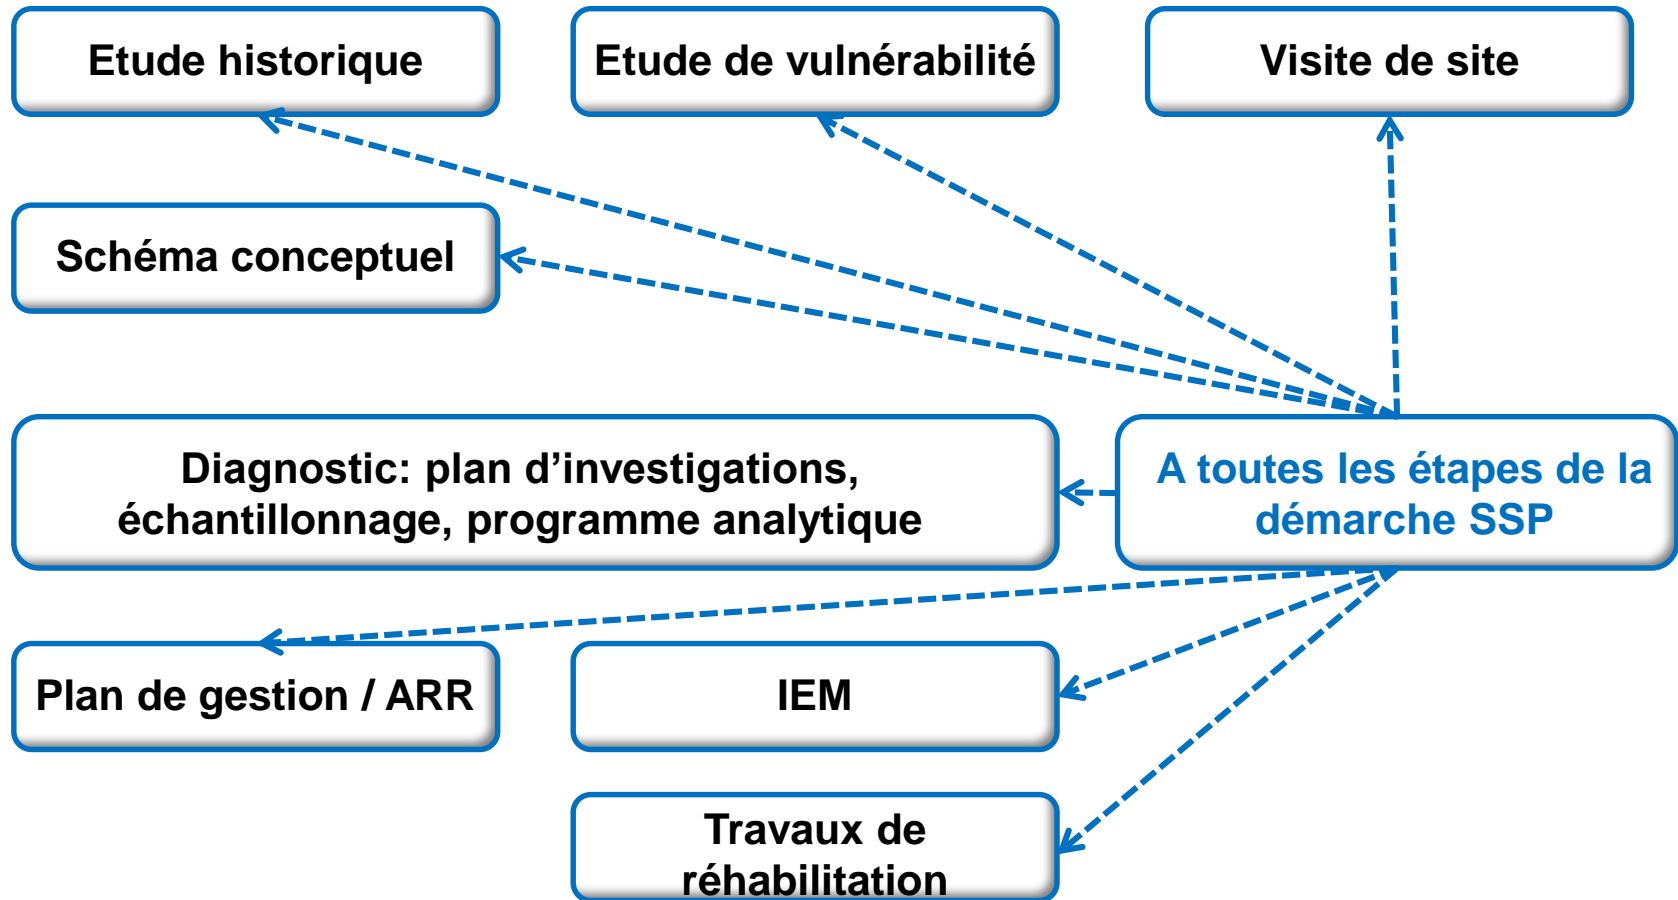 Etude historique
Etude de vulnérabilité
Visite de site
Schéma conceptuel
Diagnostic: plan d’investigations,
échantillonnage, programme analytique
A toutes les étapes de la
démarche SSP
Plan de gestion / ARR
IEM
Travaux de
réhabilitation